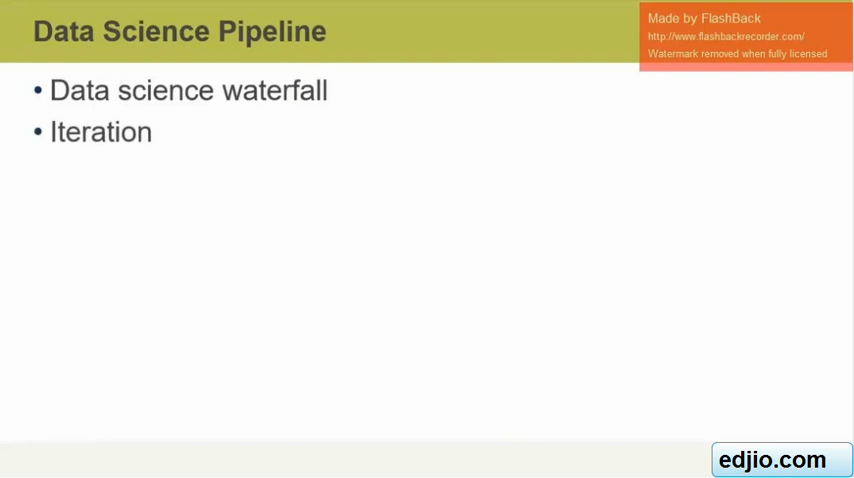 Data Science Pipeline
Made by FlashBack
http://www.flashbackrecorder.com/
Watermark removed when fully licensed
• Data science waterfall
• Iteration
edjio.com